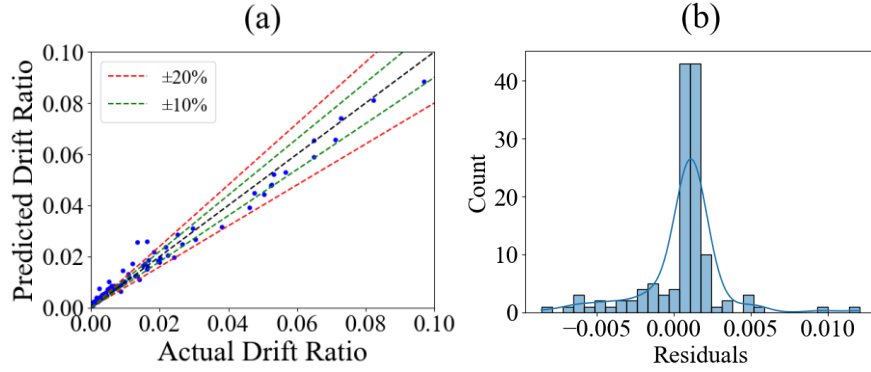 (a)
0.10
0.08
0.06
0.04
0.02
0.00
0.00 0.02 0.04 0.06 0.08 0.10
Predicted Drift Ratio
Actual Drift Ratio
±20%
±10%
(b)
40
30
20
10
0
−0.005 0.000 0.005 0.010
Count
Residuals